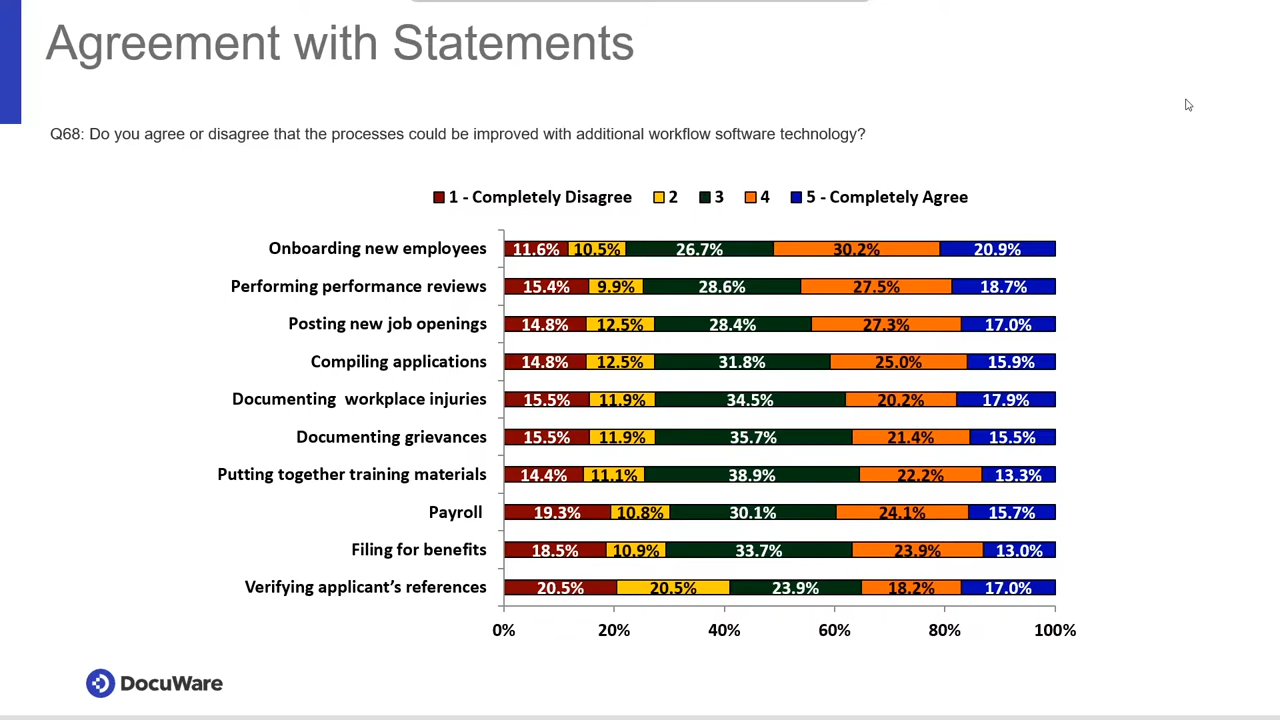 Agreement with Statements
Q68: Do you agree or disagree that the processes could be improved with additional workflow software technology?
1 - Completely Disagree 2 3 4 5 - Completely Agree
Onboarding new employees 11.6% 10.5% 26.7% 30.2% 20.9%
Performing performance reviews 15.4% 9.9% 28.6% 27.5% 18.7%
Posting new job openings 14.8% 12.5% 28.4% 27.3% 17.0%
Compiling applications 14.8% 12.5% 31.8% 25.0% 15.9%
Documenting workplace injuries 15.5% 11.9% 34.5% 20.2% 17.9%
Documenting grievances 15.5% 11.9% 35.7% 21.4% 15.5%
Putting together training materials 14.4% 11.1% 38.9% 22.2% 13.3%
Payroll 19.3% 10.8% 30.1% 24.1% 15.7%
Filing for benefits 18.5% 10.9% 33.7% 23.9% 13.0%
Verifying applicant’s references 20.5% 20.5% 23.9% 18.2% 17.0%
0% 20% 40% 60% 80% 100%
DocuWare